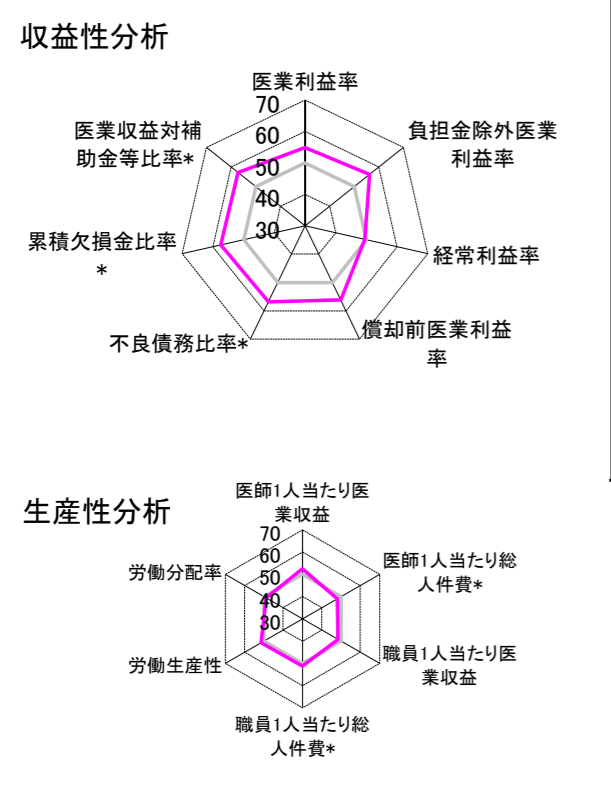 収益性分析
医業利益率
70
60
50
40
30
負担金除外医業
利益率
経常利益率
償却前医業利益
率
不良債務比率*
累積欠損金比率
*
医業収益対補
助金等比率*
生産性分析
医師1人当たり医
業収益
70
60
50
40
30
医師1人当たり総
人件費*
職員1人当たり医
業収益
職員1人当たり総
人件費*
労働生産性
労働分配率